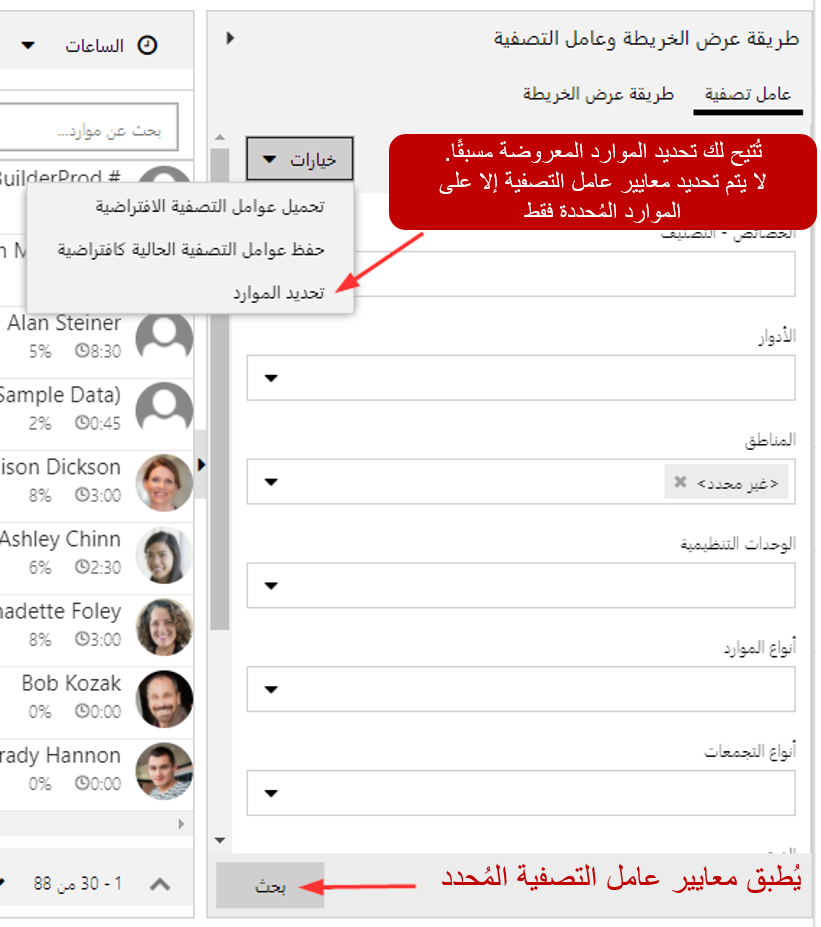 طريقة عرض الخريطة وعامل التصفية
عامل تصفية
طريقة عرض الخريطة
خيارات
تُتيح لك تحديد الموارد المعروضة مسبقًا.
لا يتم تحديد معايير عامل التصفية إلا على
الموارد المُحددة فقط
تحميل عوامل التصفية الافتراضية
حفظ عوامل التصفية الحالية كافتراضية
تحديد الموارد
الخصائص - التصنيف
الأدوار
المناطق
<غير محدد>
الوحدات التنظيمية
أنواع الموارد
أنواع التجمعات
بحث
يُطبق معايير عامل التصفية المُحدد
الساعات
بحث عن موارد...
BuilderProd #
Alan Steiner
8:30 5%
Sample Data)
0:45 2%
ison Dickson
3:00 8%
Ashley Chinn
2:30 6%
nadette Foley
3:00 8%
Bob Kozak
0:00 0%
rady Hannon
0:00 0%
1 - 30 من 88